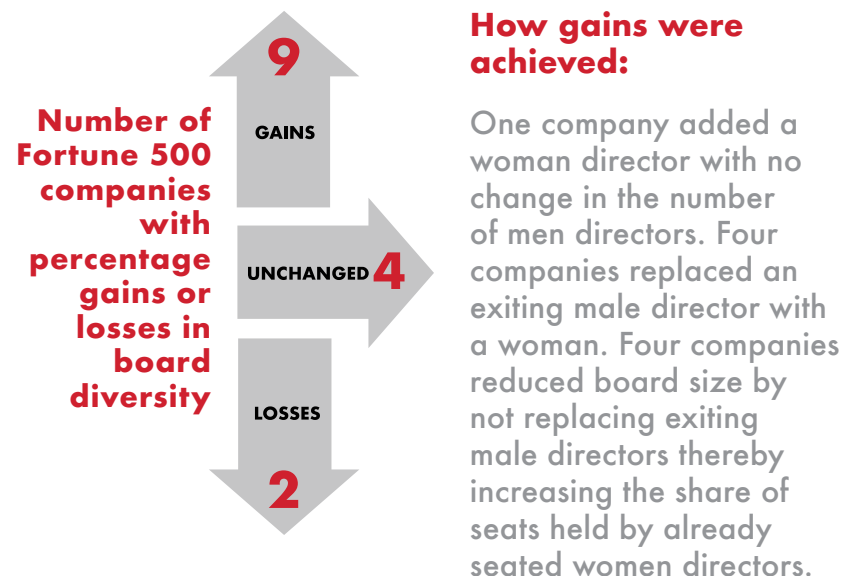 Number of
Fortune 500
companies
with
percentage
gains or
losses in
board
diversity
9
GAINS
UNCHANGED 4
LOSSES
2
How gains were
achieved:
One company added a
woman director with no
change in the number
of men directors. Four
companies replaced an
exiting male director with
a woman. Four companies
reduced board size by
not replacing exiting
male directors thereby
increasing the share of
seats held by already
seated women directors.